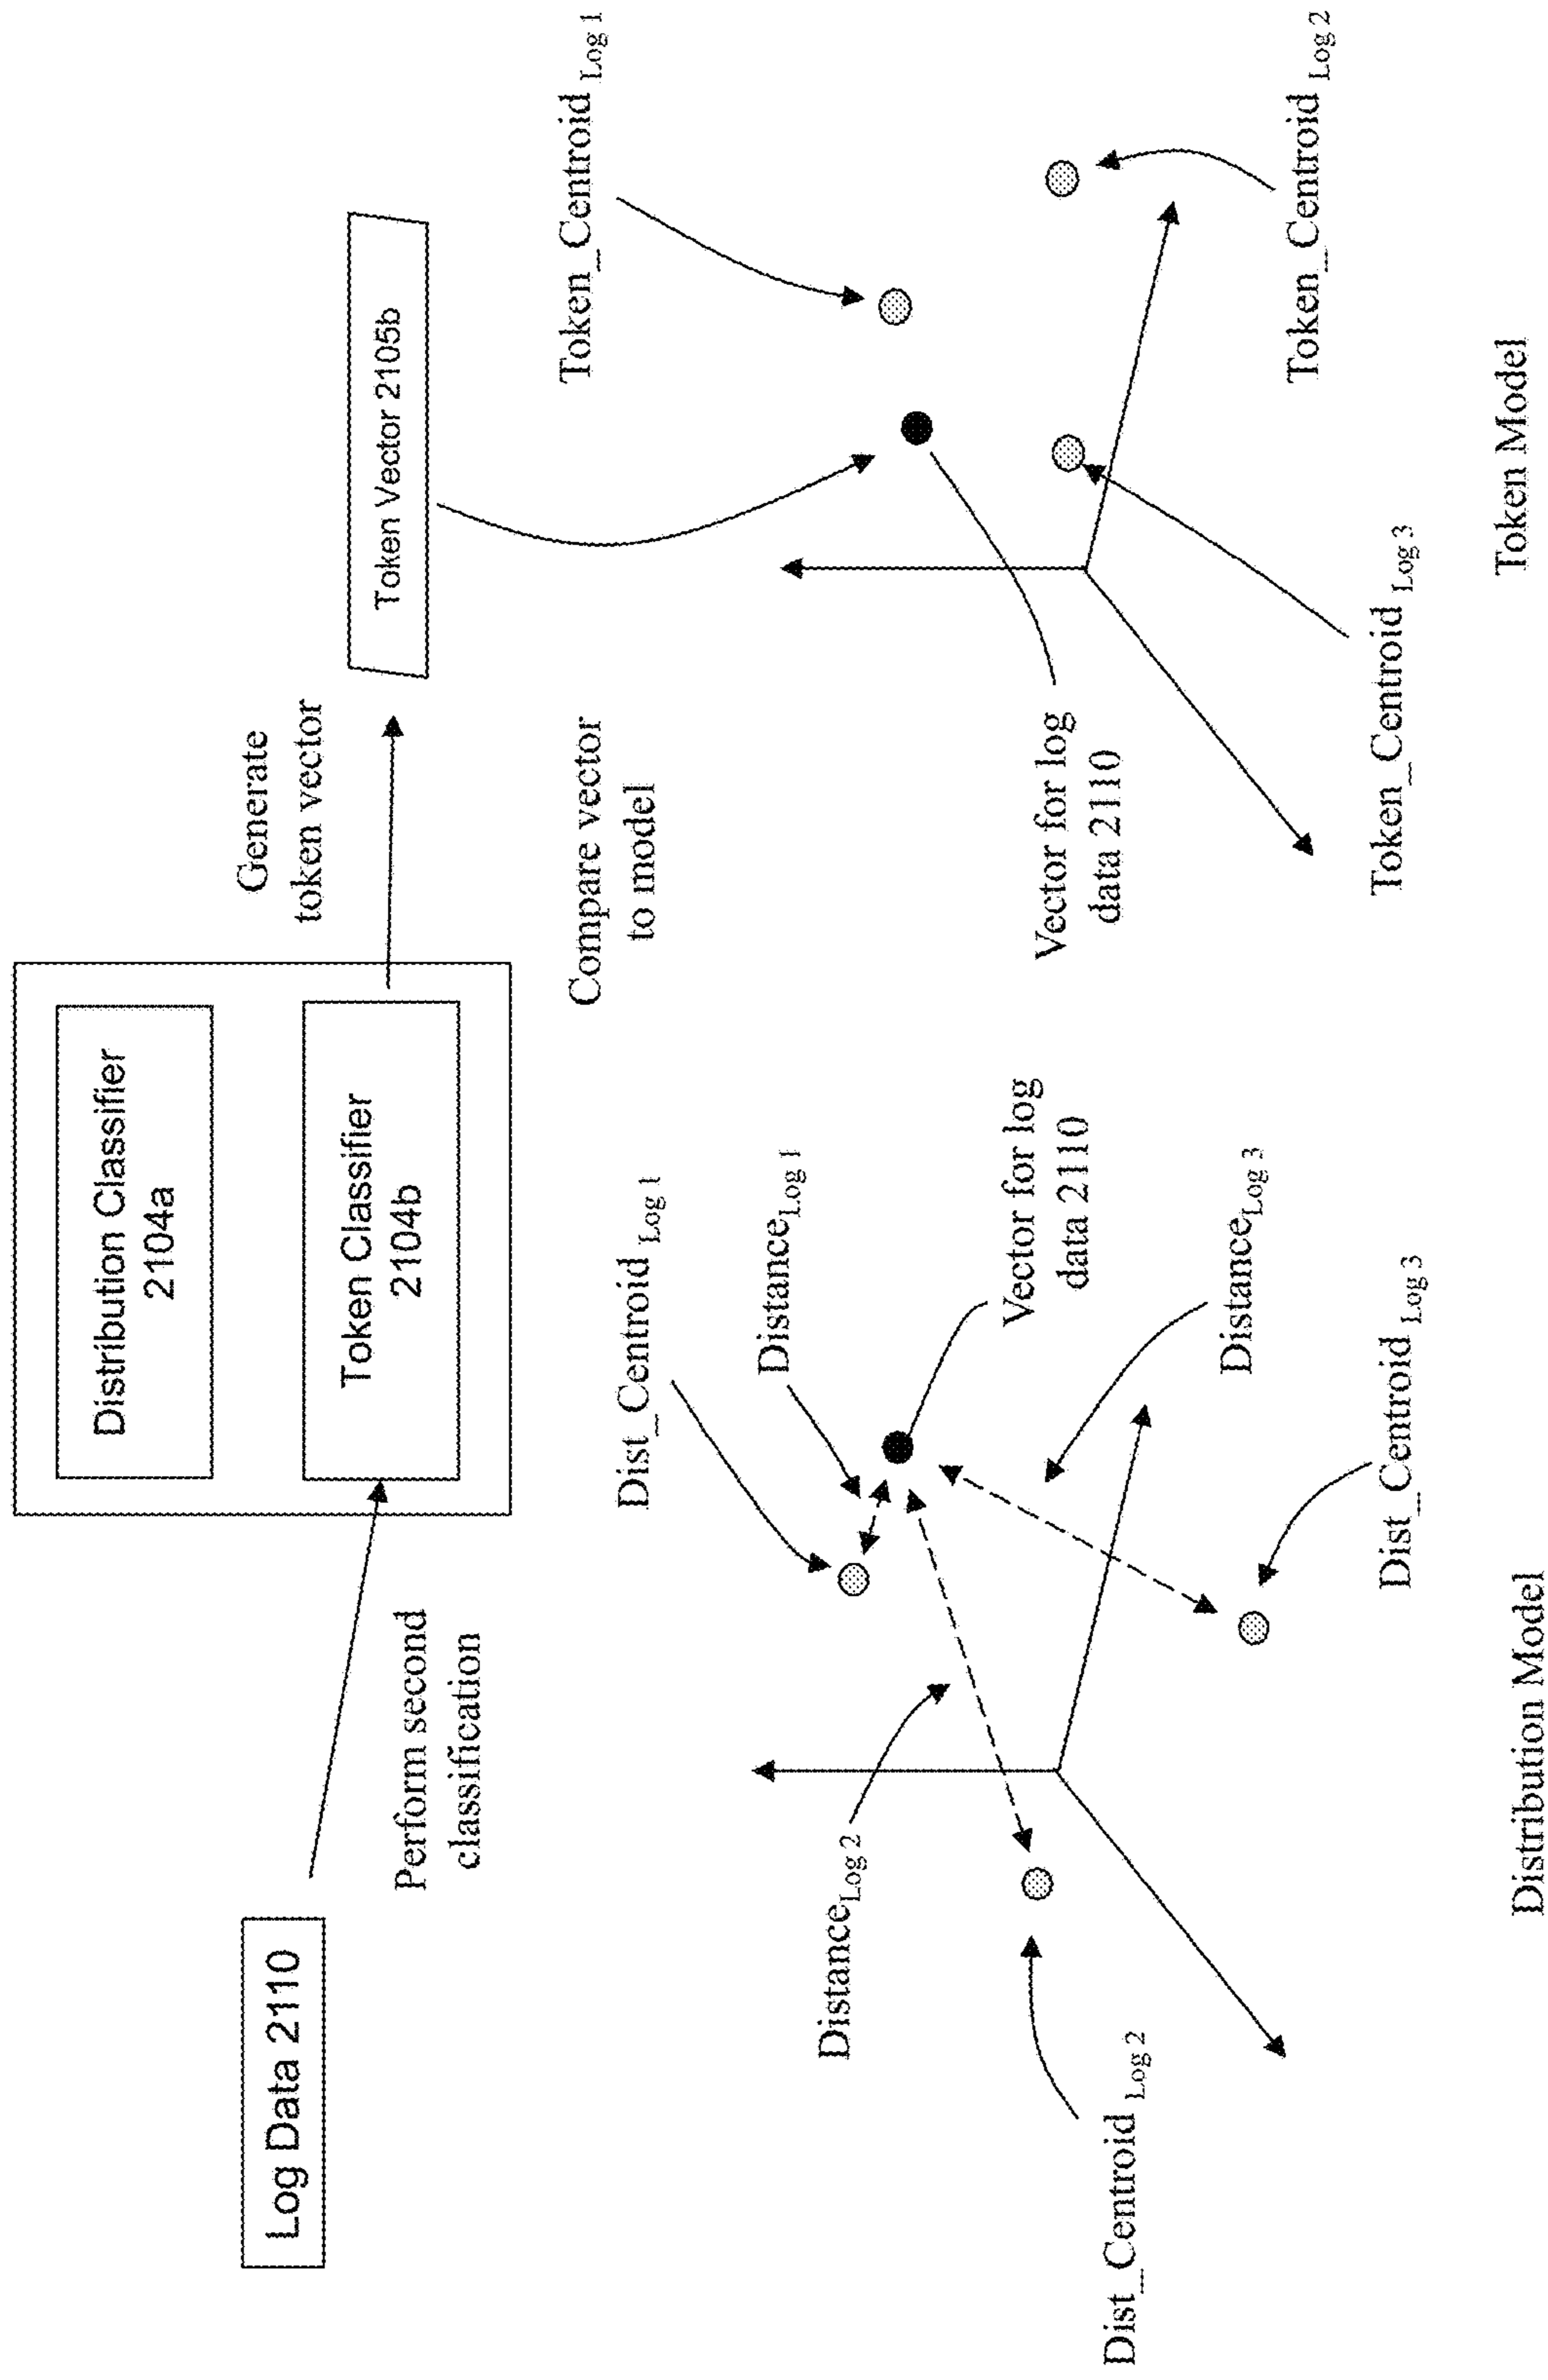 Log Data 2110
Perform second
classification
Distribution Classifier
2104a
Token Classifier
2104b
Generate
token vector
Token Vector 2105b
Compare vector
to model
Dist_Centroid Log 1
Distance Log 1
Vector for log
data 2110
Distance Log 2
Distance Log 3
Dist_Centroid Log 2
Dist_Centroid Log 3
Distribution Model
Token_Centroid Log 1
Vector for log
data 2110
Token_Centroid Log 2
Token_Centroid Log 3
Token Model